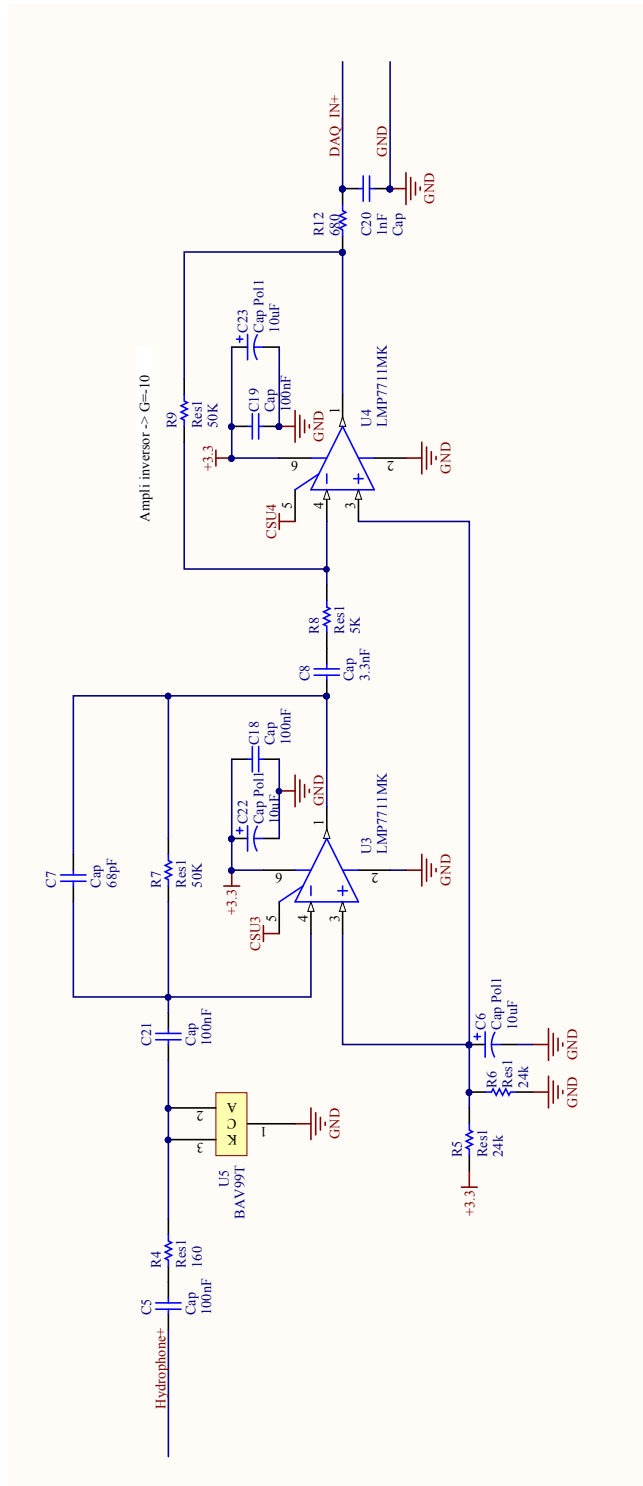 Hydrophone+
C5
Cap
100nF
R4
Res1
160
U5
BAV99T
3
2
K
C
A
1
GND
C21
Cap
100nF
C7
Cap
68pF
R7
Res1
50K
CSU3
5
4
3
+3.3
6
C22
Cap Pol1
10uF
C18
Cap
100nF
GND
1
2
U3
LMP7711MK
GND
C8
Cap
3.3nF
R8
Res1
5K
Ampli inversor -> G=-10
R9
Res1
50K
CSU4
5
4
3
+3.3
6
C19
Cap
100nF
C23
Cap Pol1
10uF
GND
1
2
U4
LMP7711MK
GND
R12
680
C20
1nF
Cap
GND
DAQ_IN+
GND
+3.3
R5
Res1
24k
R6
Res1
24k
GND
C6
Cap Pol1
10uF
GND